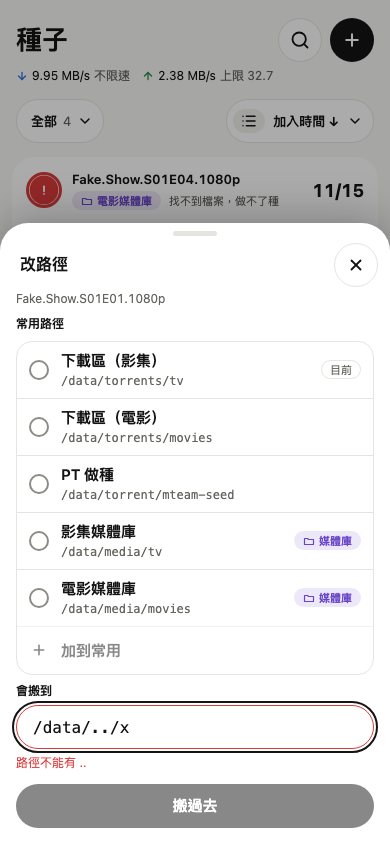 種子
9.95 MB/s 不限速 2.38 MB/s 上限 32.7
全部 4
加入時間
Fake.Show.S01E04.1080p
電影媒體庫 找不到檔案，做不了種
11/15
改路徑
Fake.Show.S01E01.1080p
常用路徑
下載區（影集）
/data/torrents/tv
目前
下載區（電影）
/data/torrents/movies
PT 做種
/data/torrent/mteam-seed
影集媒體庫
/data/media/tv
媒體庫
電影媒體庫
/data/media/movies
媒體庫
加到常用
會搬到
/data/../x
路徑不能有 ..
搬過去